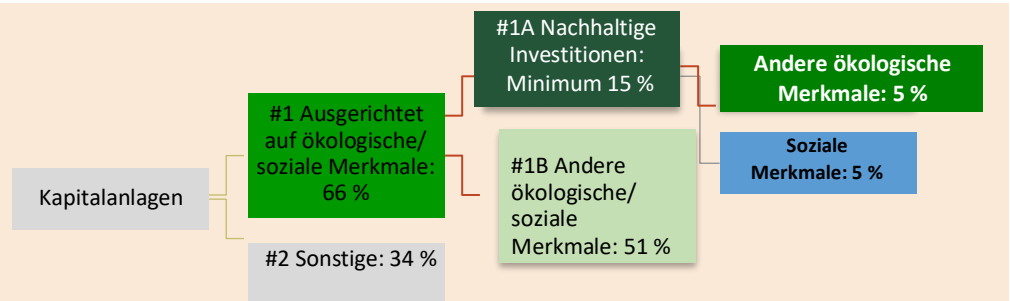 Kapitalanlagen
#1 Ausgerichtet
auf ökologische/
soziale Merkmale:
66 %
#2 Sonstige: 34 %
#1A Nachhaltige
Investitionen:
Minimum 15 %
#1B Andere
ökologische/
soziale
Merkmale: 51 %
Andere ökologische
Merkmale: 5 %
Soziale
Merkmale: 5 %